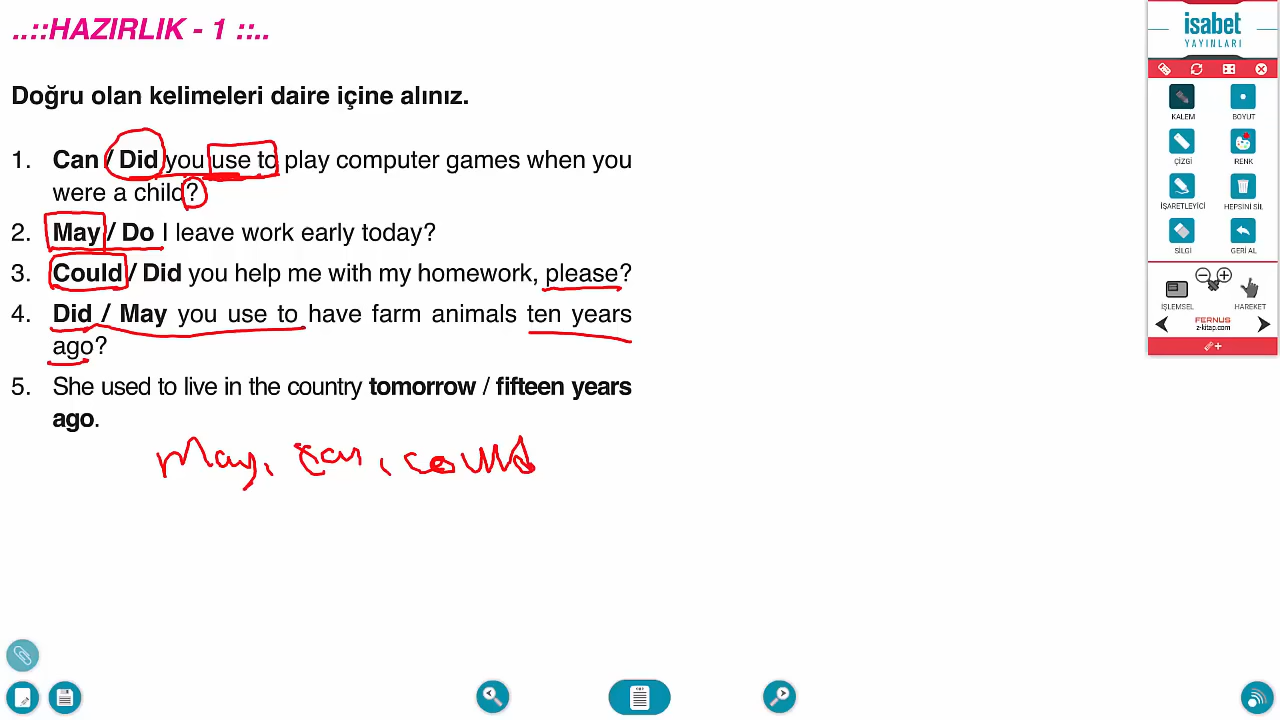 ..::HAZIRLIK - 1 ::..
isabet
YAYINLARI
Doğru olan kelimeleri daire içine alınız.
1. Can / Did you use to play computer games when you
were a child?
2. May / Do I leave work early today?
3. Could / Did you help me with my homework, please?
4. Did / May you use to have farm animals ten years
ago?
5. She used to live in the country tomorrow / fifteen years
ago.
May, can, could
KALEM BOYUT
ÇİZGİ RENK
İŞARETLEYİCİ HEPSİNİ SİL
SİLGİ GERİ AL
İŞLEMSEL HAREKET
FERNUS
z-kitap.com